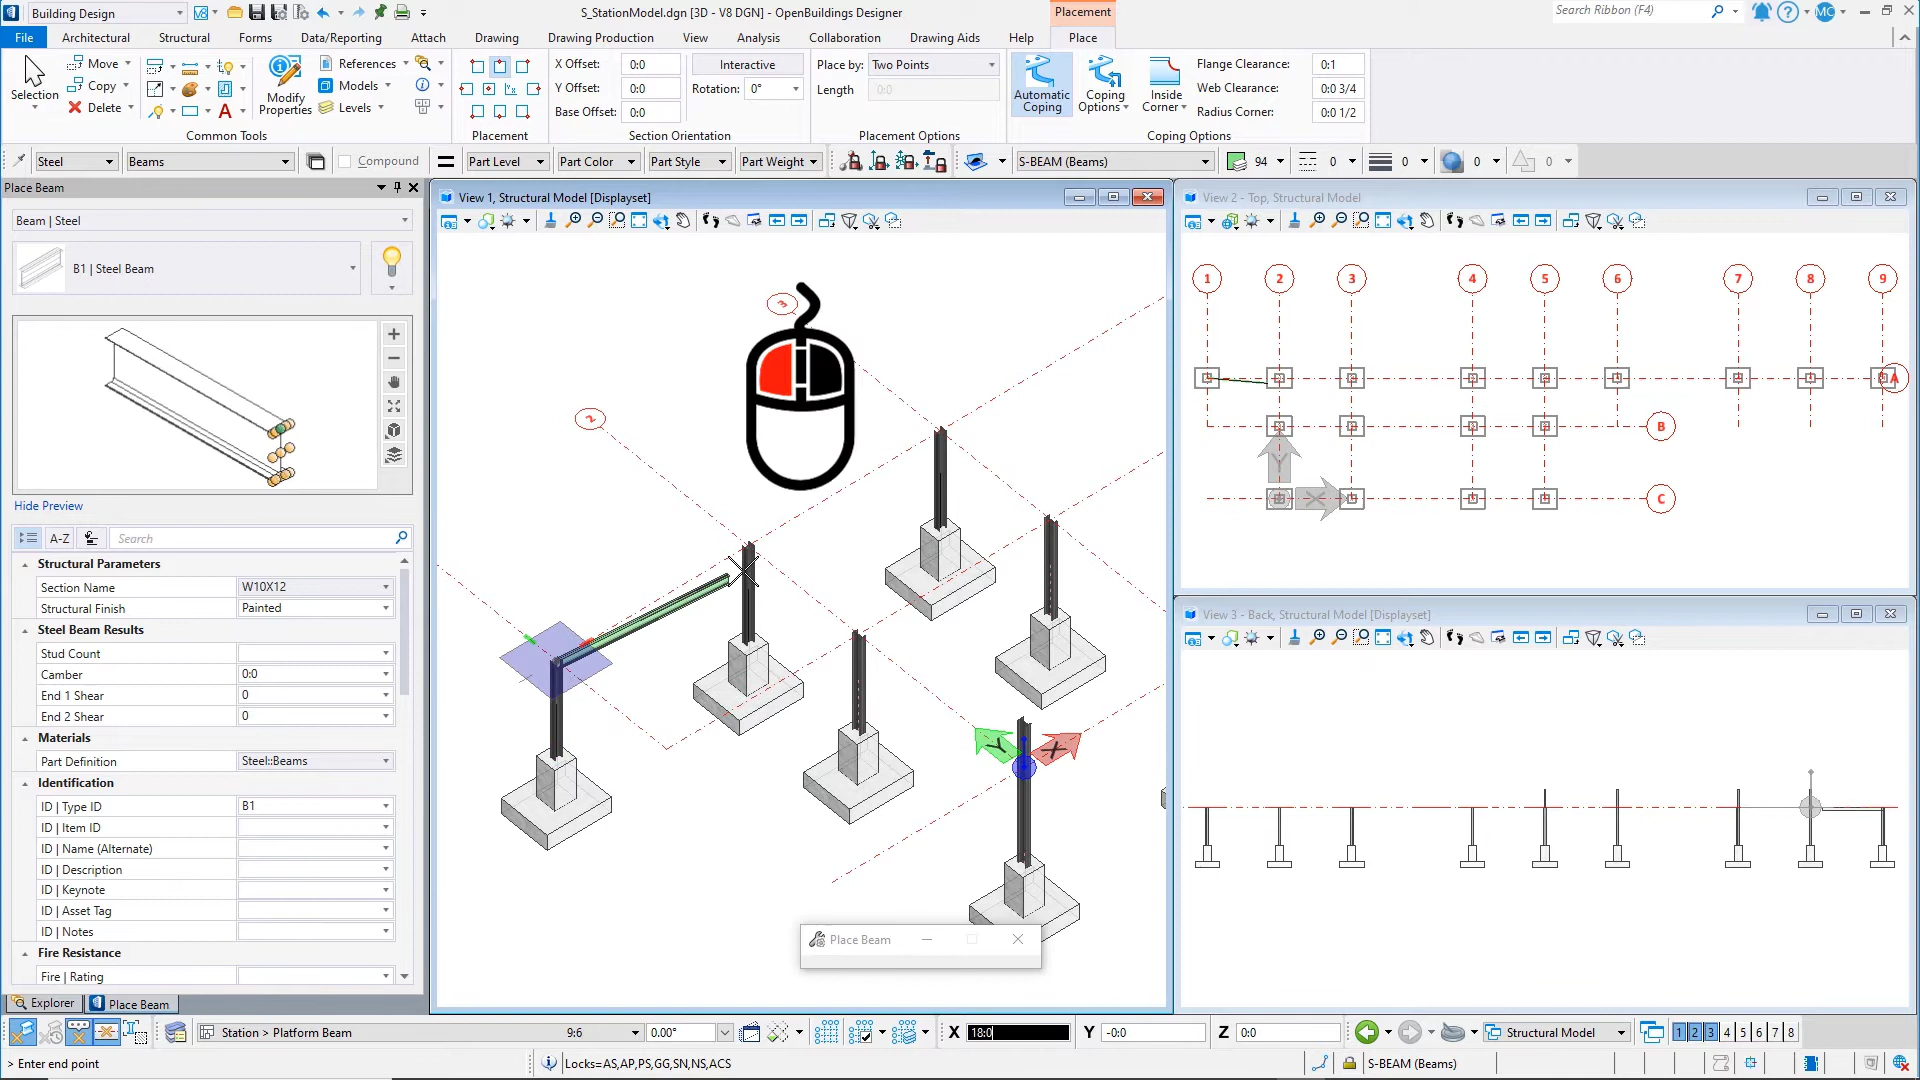 Building Design
S_StationModel.dgn [3D - V8 DGN] - OpenBuildings Designer
Placement
Search Ribbon (F4)
MC
File
Architectural
Structural
Forms
Data/Reporting
Attach
Drawing
Drawing Production
View
Analysis
Collaboration
Drawing Aids
Help
Place
Selection
Move
Copy
Delete
Modify Properties
References
Models
Levels
Common Tools
Placement
X Offset: 0:0
Y Offset: 0:0
Base Offset: 0:0
Interactive
Rotation: 0°
Section Orientation
Place by: Two Points
Length 0:0
Placement Options
Automatic Coping
Coping Options
Inside Corner
Flange Clearance: 0:1
Web Clearance: 0:0 3/4
Radius Corner: 0:0 1/2
Coping Options
Steel
Beams
Compound
Part Level
Part Color
Part Style
Part Weight
S-BEAM (Beams)
94
0
0
0
0
Place Beam
Beam | Steel
B1 | Steel Beam
Hide Preview
A-Z
Search
Structural Parameters
Section Name W10X12
Structural Finish Painted
Steel Beam Results
Stud Count
Camber 0:0
End 1 Shear 0
End 2 Shear 0
Materials
Part Definition Steel::Beams
Identification
ID | Type ID B1
ID | Item ID
ID | Name (Alternate)
ID | Description
ID | Keynote
ID | Asset Tag
ID | Notes
Fire Resistance
Fire | Rating
Explorer
Place Beam
View 1, Structural Model [Displayset]
3
2
Y
X
Place Beam
View 2 - Top, Structural Model
1 2 3 4 5 6 7 8 9
A
B
C
Y
X
View 3 - Back, Structural Model [Displayset]
Station > Platform Beam
9:6
0.00°
X 18:0
Y -0:0
Z 0:0
Structural Model
1 2 3 4 5 6 7 8
> Enter end point
Locks=AS,AP,PS,GG,SN,NS,ACS
S-BEAM (Beams)